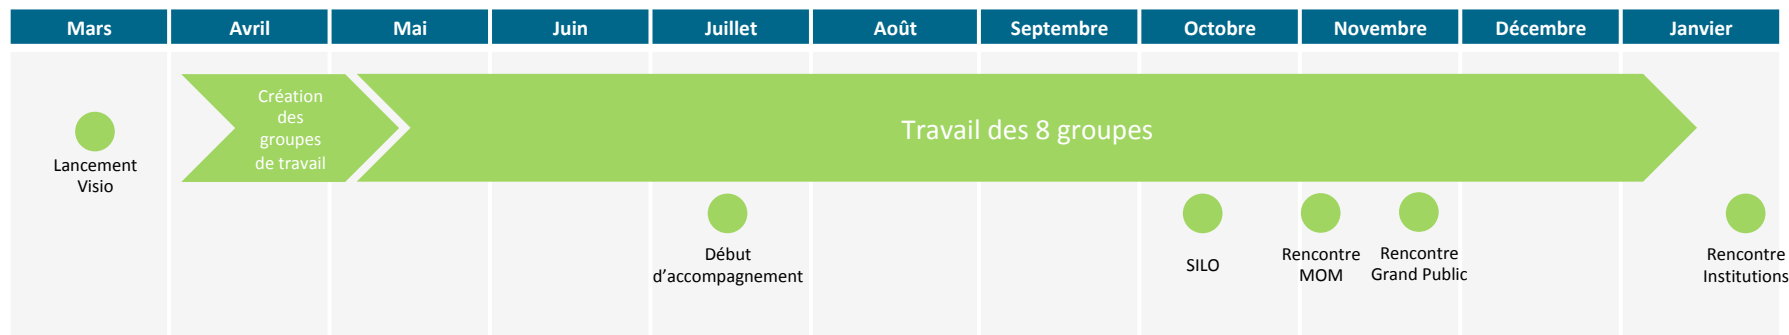 Mars Avril Mai Juin Juillet Août Septembre Octobre Novembre Décembre Janvier
Création
des
groupes
de travail
Travail des 8 groupes
Lancement
Visio
Début
d’accompagnement
SILO
Rencontre
MOM
Rencontre
Grand Public
Rencontre
Institutions